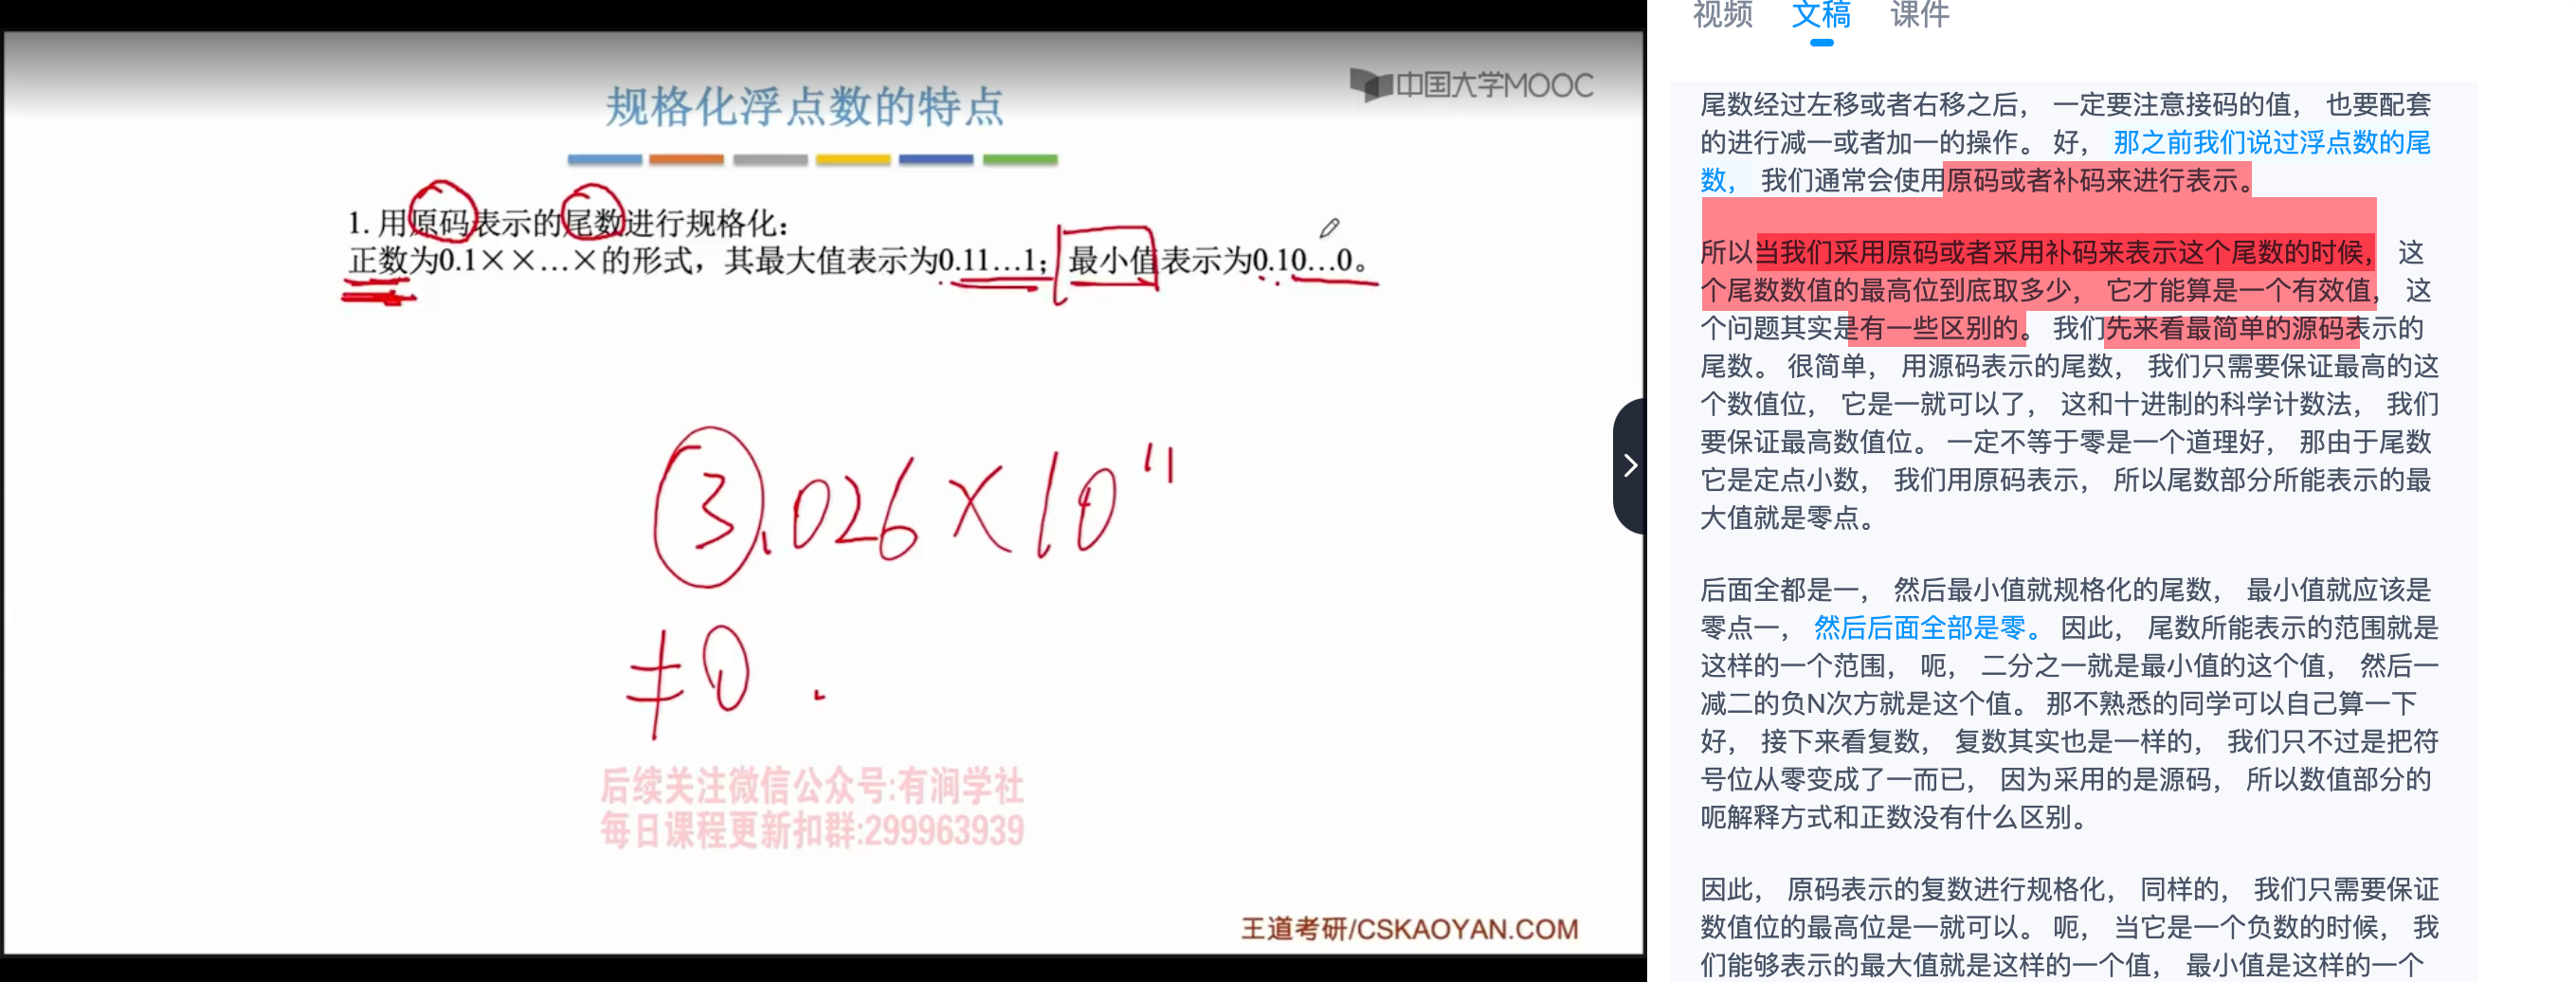 规格化浮点数的特点
中国大学MOOC
1. 用原码表示的尾数进行规格化：
正数为0.1××…×的形式，其最大值表示为0.11…1；最小值表示为0.10…0。
3.026×10¹¹
≠0.
后续关注微信公众号:有涧学社
每日课程更新扣群:299963939
王道考研/CSKAOYAN.COM
视频 文稿 课件
尾数经过左移或者右移之后， 一定要注意接码的值， 也要配套
的进行减一或者加一的操作。 好， 那之前我们说过浮点数的尾
数， 我们通常会使用原码或者补码来进行表示。
所以当我们采用原码或者采用补码来表示这个尾数的时候， 这
个尾数数值的最高位到底取多少， 它才能算是一个有效值， 这
个问题其实是有一些区别的。 我们先来看最简单的源码表示的
尾数。 很简单， 用源码表示的尾数， 我们只需要保证最高的这
个数值位， 它是一就可以了， 这和十进制的科学计数法， 我们
要保证最高数值位。 一定不等于零是一个道理好， 那由于尾数
它是定点小数， 我们用原码表示， 所以尾数部分所能表示的最
大值就是零点。
后面全都是一， 然后最小值就规格化的尾数， 最小值就应该是
零点一， 然后后面全部是零。 因此， 尾数所能表示的范围就是
这样的一个范围， 呃， 二分之一就是最小值的这个值， 然后一
减二的负N次方就是这个值。 那不熟悉的同学可以自己算一下
好， 接下来看复数， 复数其实也是一样的， 我们只不过是把符
号位从零变成了一而已， 因为采用的是源码， 所以数值部分的
呃解释方式和正数没有什么区别。
因此， 原码表示的复数进行规格化， 同样的， 我们只需要保证
数值位的最高位是一就可以。 呃， 当它是一个负数的时候， 我
们能够表示的最大值就是这样的一个值， 最小值是这样的一个